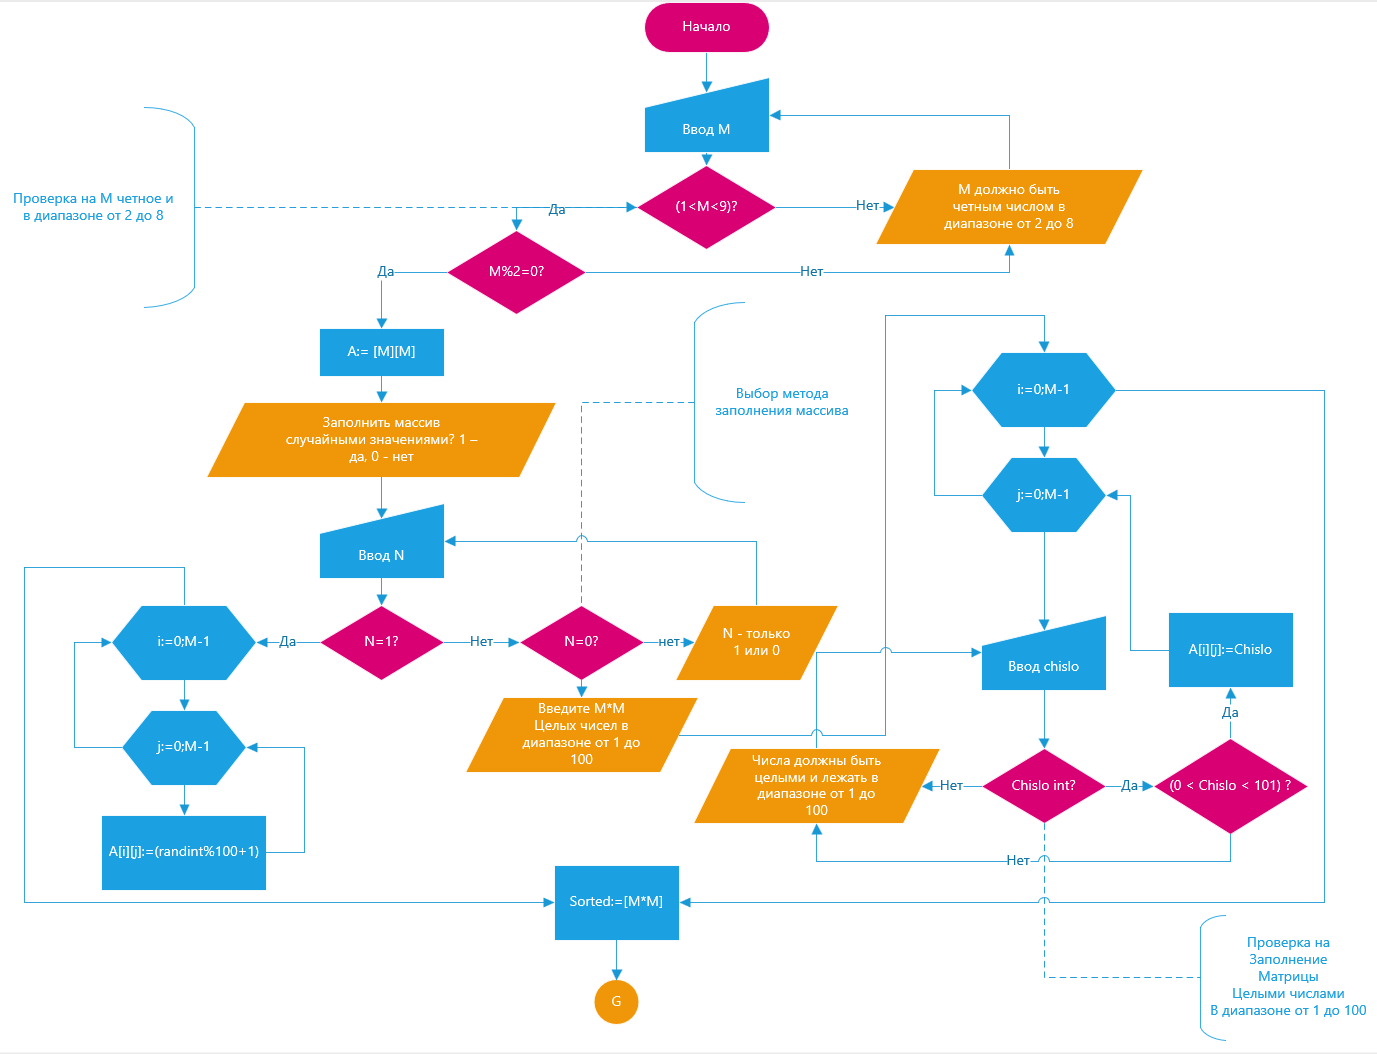 Начало
Ввод M
Проверка на M четное и
в диапазоне от 2 до 8
Да
(1<M<9)?
Нет
M должно быть
четным числом в
диапазоне от 2 до 8
Да
M%2=0?
Нет
A:= [M][M]
Выбор метода
заполнения массива
i:=0;M-1
Заполнить массив
случайными значениями? 1 –
да, 0 - нет
j:=0;M-1
Ввод N
i:=0;M-1
Да
N=1?
Нет
N=0?
нет
N - только
1 или 0
Ввод chislo
A[i][j]:=Chislo
Введите M*M
Целых чисел в
диапазоне от 1 до
100
Да
j:=0;M-1
Числа должны быть
целыми и лежать в
диапазоне от 1 до
100
Нет
Chislo int?
Да
(0 < Chislo < 101) ?
A[i][j]:=(randint%100+1)
Нет
Sorted:=[M*M]
G
Проверка на
Заполнение
Матрицы
Целыми числами
В диапазоне от 1 до 100